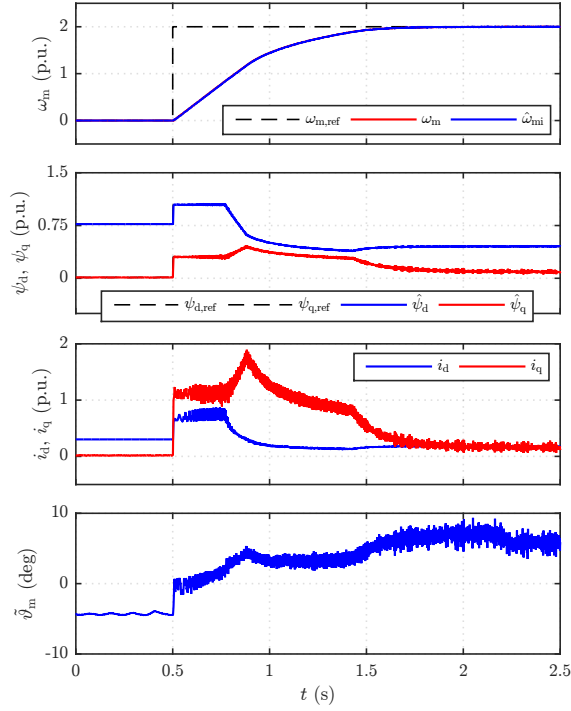 ω_m (p.u.)
2
1
0
ω_m,ref ω_m ω̂_mi
ψ_d, ψ_q (p.u.)
1.5
0.75
0
ψ_d,ref ψ_q,ref ψ̂_d ψ̂_q
i_d, i_q (p.u.)
2
1
0
i_d i_q
ϑ̃_m (deg)
10
0
-10
0 0.5 1 1.5 2 2.5
t (s)